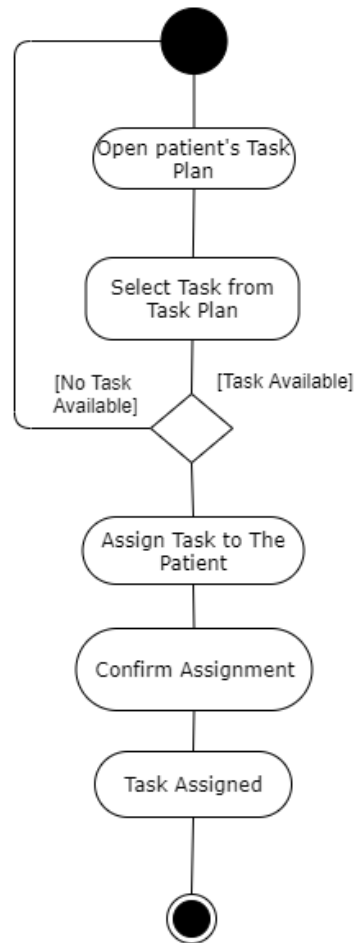 Open patient's Task
Plan
Select Task from
Task Plan
[No Task
Available]
[Task Available]
Assign Task to The
Patient
Confirm Assignment
Task Assigned